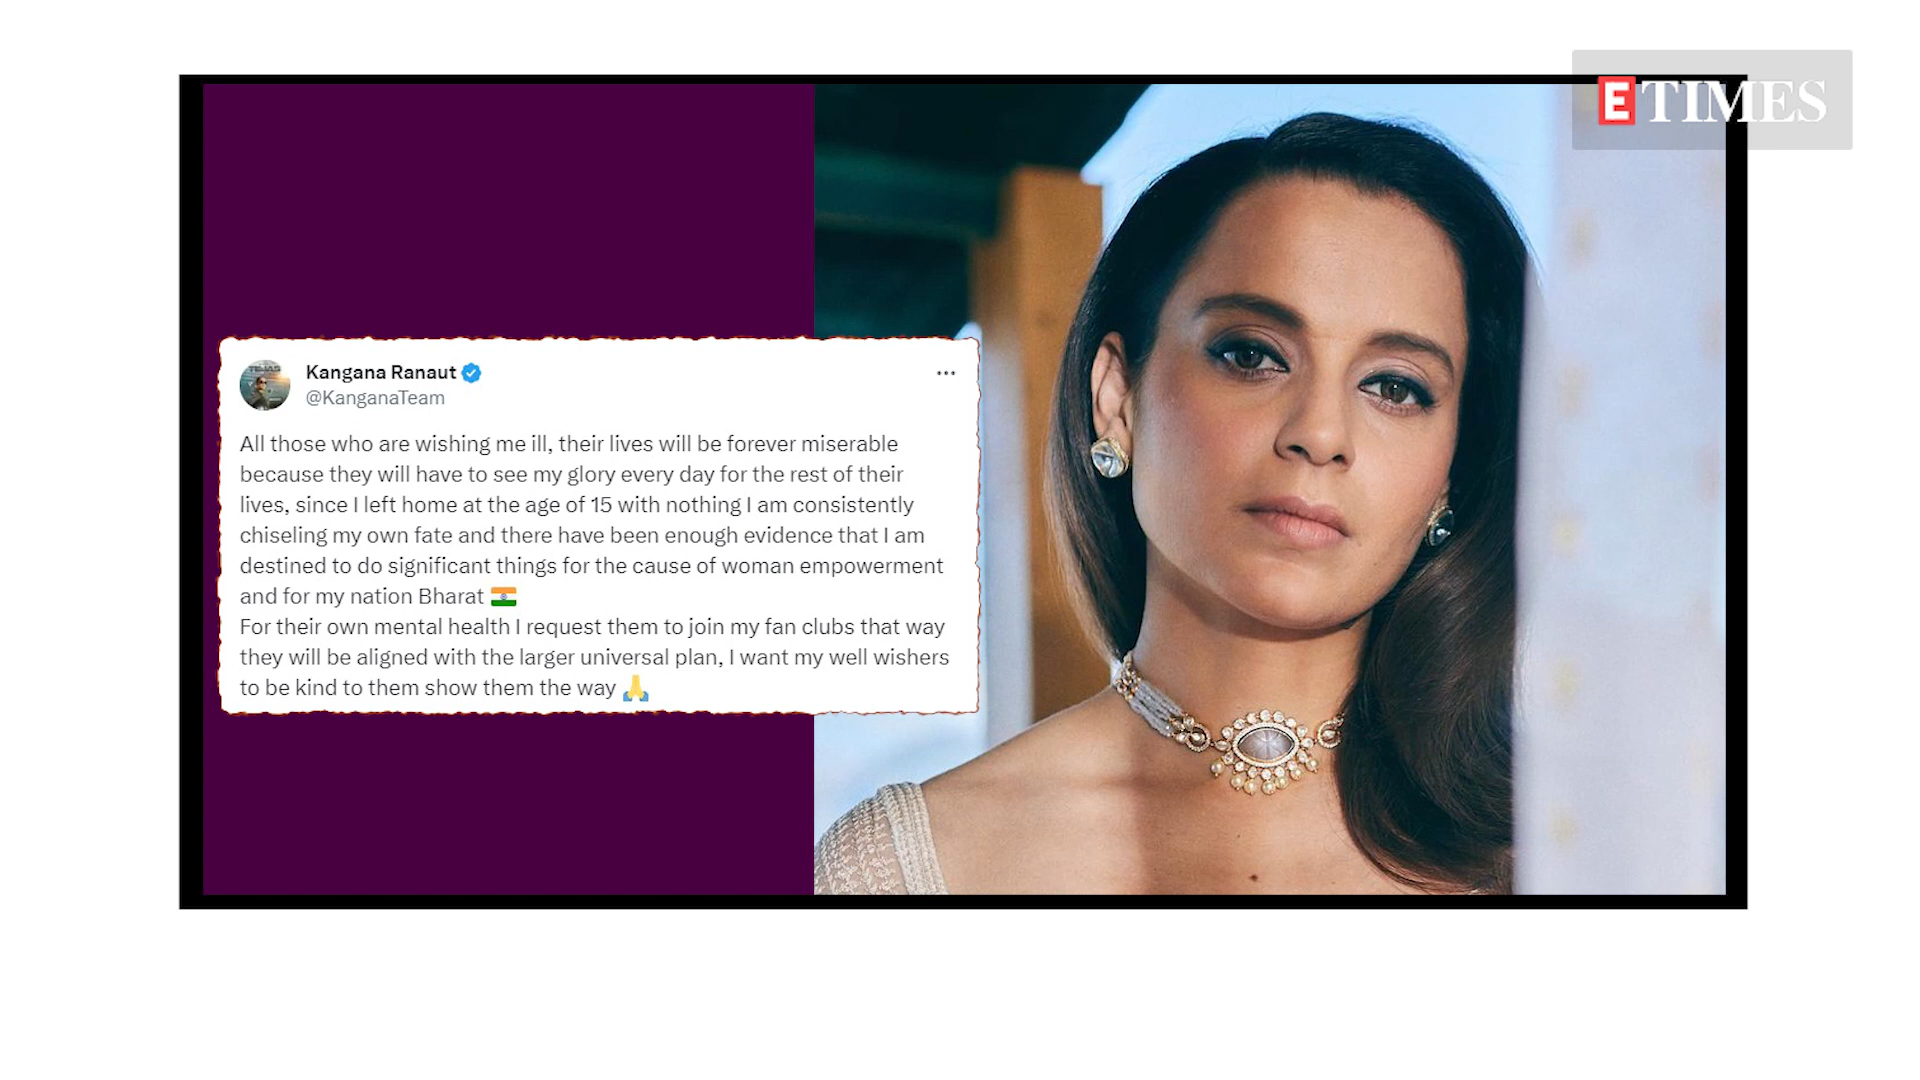 ETIMES
Kangana Ranaut
@KanganaTeam
All those who are wishing me ill, their lives will be forever miserable
because they will have to see my glory every day for the rest of their
lives, since I left home at the age of 15 with nothing I am consistently
chiseling my own fate and there have been enough evidence that I am
destined to do significant things for the cause of woman empowerment
and for my nation Bharat 🇮🇳
For their own mental health I request them to join my fan clubs that way
they will be aligned with the larger universal plan, I want my well wishers
to be kind to them show them the way 🙏